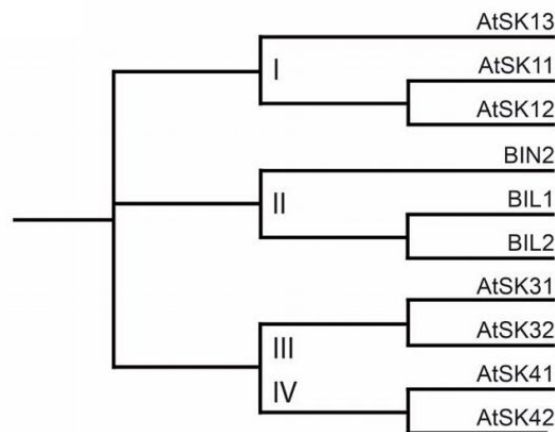 AtSK13
I
AtSK11
AtSK12
BIN2
II
BIL1
BIL2
AtSK31
III
AtSK32
IV
AtSK41
AtSK42